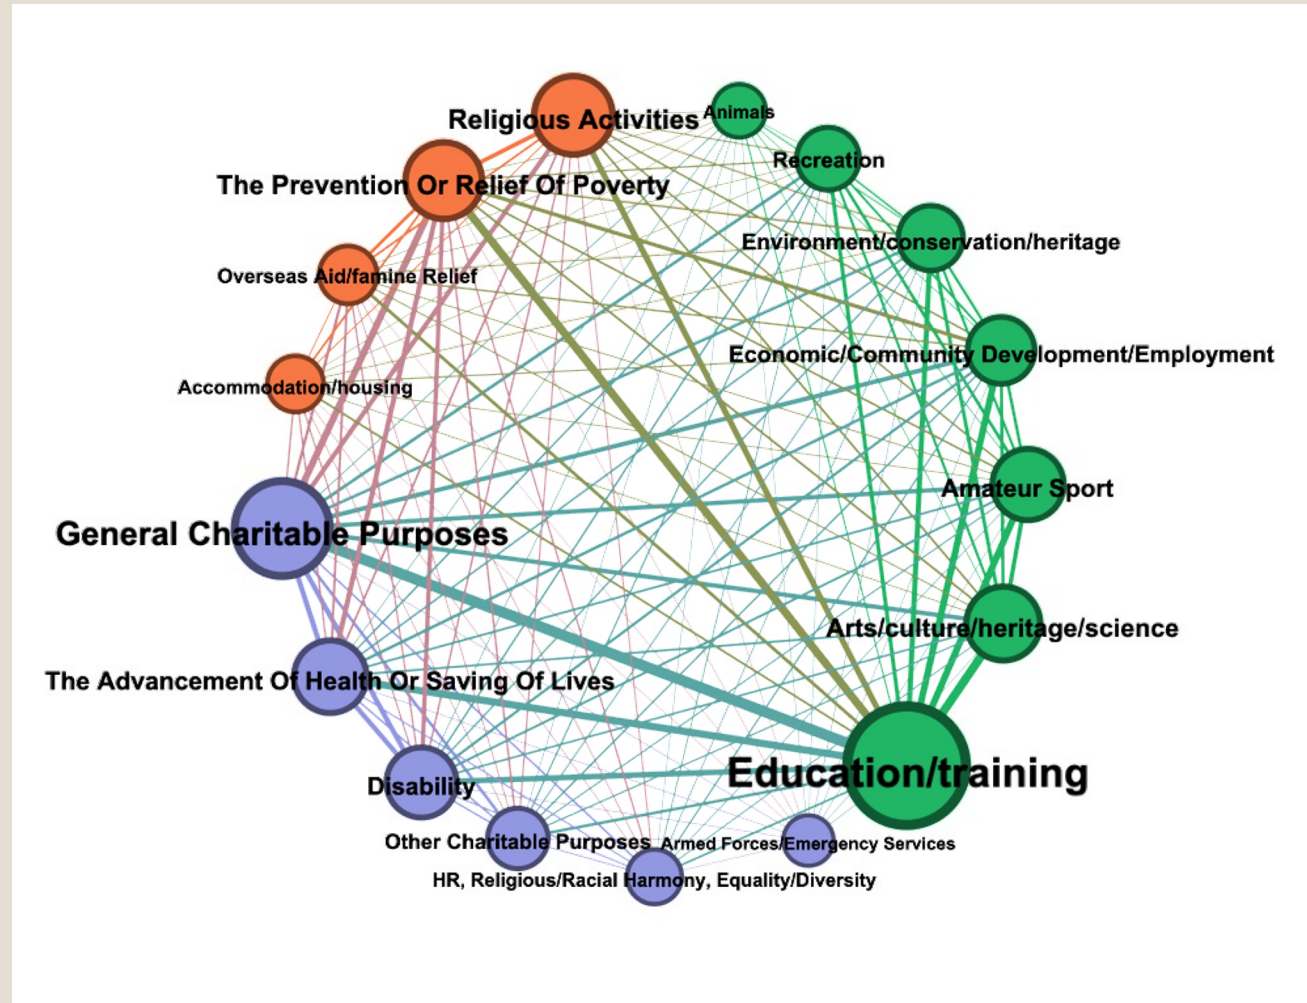 Animals
Religious Activities
Recreation
The Prevention Or Relief Of Poverty
Environment/conservation/heritage
Overseas Aid/famine Relief
Economic/Community Development/Employment
Accommodation/housing
Amateur Sport
General Charitable Purposes
Arts/culture/heritage/science
The Advancement Of Health Or Saving Of Lives
Education/training
Disability
Other Charitable Purposes
Armed Forces/Emergency Services
HR, Religious/Racial Harmony, Equality/Diversity